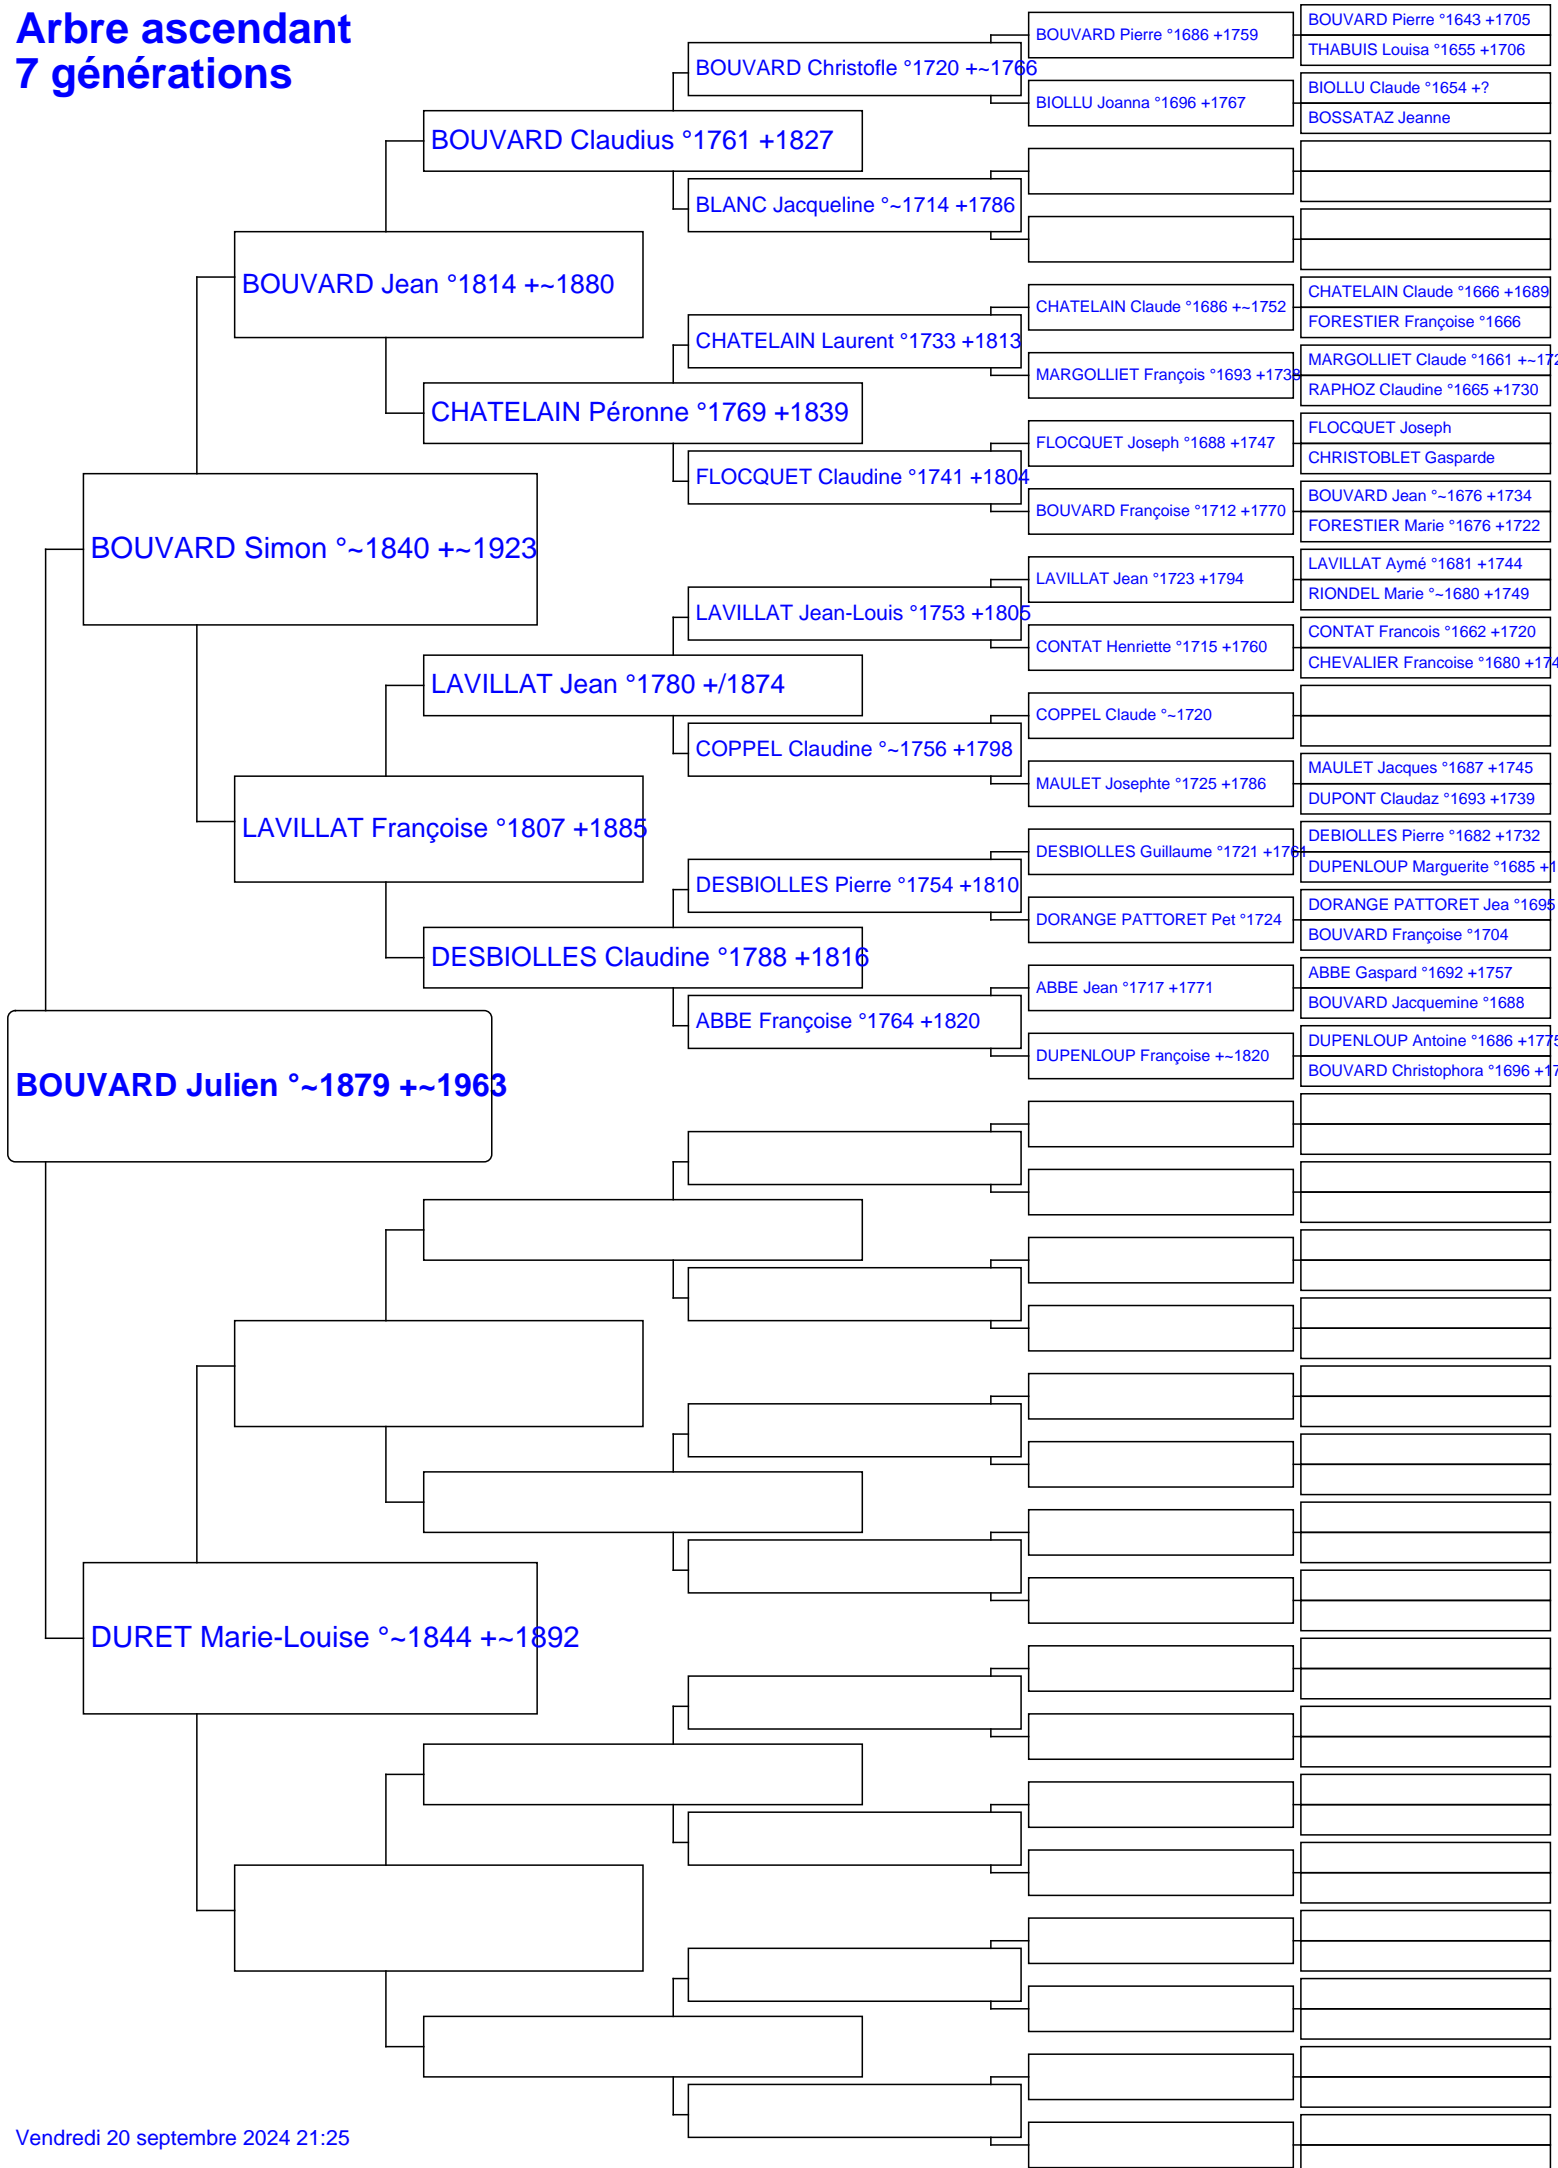 Arbre ascendant
7 générations
BOUVARD Pierre °1643 +1705
BOUVARD Pierre °1686 +1759
THABUIS Louisa °1655 +1706
BOUVARD Christofle °1720 +~1766
BIOLLU Claude °1654 +?
BIOLLU Joanna °1696 +1767
BOSSATAZ Jeanne
BOUVARD Claudius °1761 +1827
BLANC Jacqueline °~1714 +1786
BOUVARD Jean °1814 +~1880
CHATELAIN Claude °1666 +1689
CHATELAIN Claude °1686 +~1752
FORESTIER Françoise °1666
CHATELAIN Laurent °1733 +1813
MARGOLLIET Claude °1661 +~172
MARGOLLIET François °1693 +1738
RAPHOZ Claudine °1665 +1730
CHATELAIN Péronne °1769 +1839
FLOCQUET Joseph
FLOCQUET Joseph °1688 +1747
CHRISTOBLET Gasparde
FLOCQUET Claudine °1741 +1804
BOUVARD Jean °~1676 +1734
BOUVARD Françoise °1712 +1770
FORESTIER Marie °1676 +1722
BOUVARD Simon °~1840 +~1923
LAVILLAT Aymé °1681 +1744
LAVILLAT Jean °1723 +1794
RIONDEL Marie °~1680 +1749
LAVILLAT Jean-Louis °1753 +1805
CONTAT Francois °1662 +1720
CONTAT Henriette °1715 +1760
CHEVALIER Francoise °1680 +174
LAVILLAT Jean °1780 +/1874
COPPEL Claude °~1720
COPPEL Claudine °~1756 +1798
MAULET Jacques °1687 +1745
MAULET Josephte °1725 +1786
DUPONT Claudaz °1693 +1739
LAVILLAT Françoise °1807 +1885
DEBIOLLES Pierre °1682 +1732
DESBIOLLES Guillaume °1721 +1761
DUPENLOUP Marguerite °1685 +1
DESBIOLLES Pierre °1754 +1810
DORANGE PATTORET Jea °1695
DORANGE PATTORET Pet °1724
BOUVARD Françoise °1704
DESBIOLLES Claudine °1788 +1816
ABBE Gaspard °1692 +1757
ABBE Jean °1717 +1771
BOUVARD Jacquemine °1688
ABBE Françoise °1764 +1820
DUPENLOUP Antoine °1686 +1775
DUPENLOUP Françoise +~1820
BOUVARD Christophora °1696 +17
BOUVARD Julien °~1879 +~1963
DURET Marie-Louise °~1844 +~1892
Vendredi 20 septembre 2024 21:25